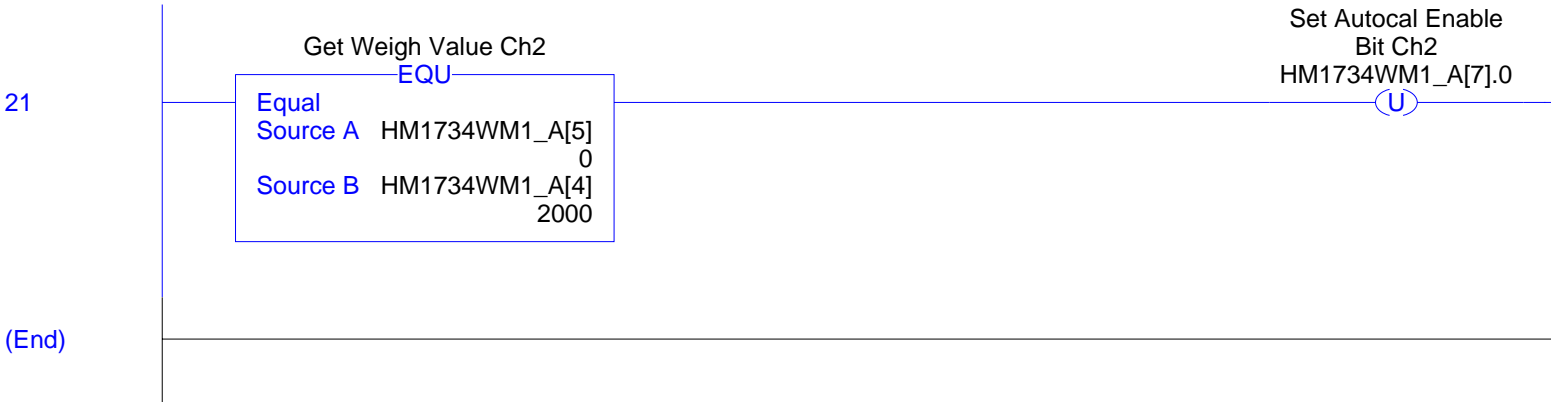 Set Autocal Enable
Bit Ch2
HM1734WM1_A[7].0
U
Get Weigh Value Ch2
EQU
21
Equal
Source A HM1734WM1_A[5]
0
Source B HM1734WM1_A[4]
2000
(End)